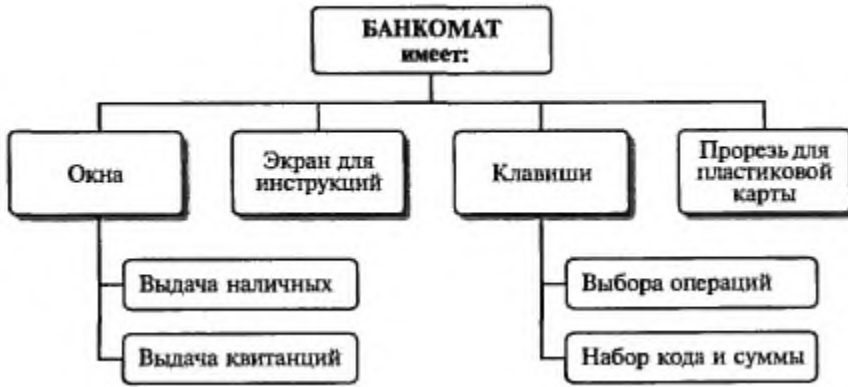 БАНКОМАТ
имеет:
Окна
Экран для
инструкций
Клавиши
Прорезь для
пластиковой
карты
Выдача наличных
Выбора операций
Выдача квитанций
Набор кода и суммы